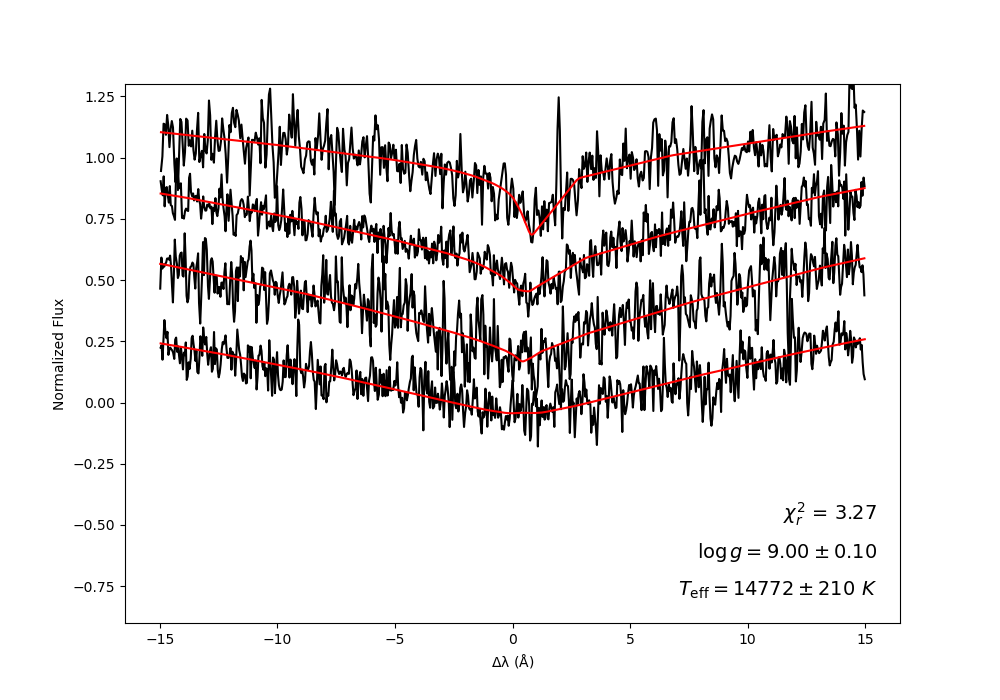 1.25
1.00
0.75
0.50
0.25
0.00
−0.25
−0.50
−0.75
Normalized Flux
χ²ᵣ = 3.27
log g = 9.00 ± 0.10
T_eff = 14772 ± 210 K
−15 −10 −5 0 5 10 15
Δλ (Å)